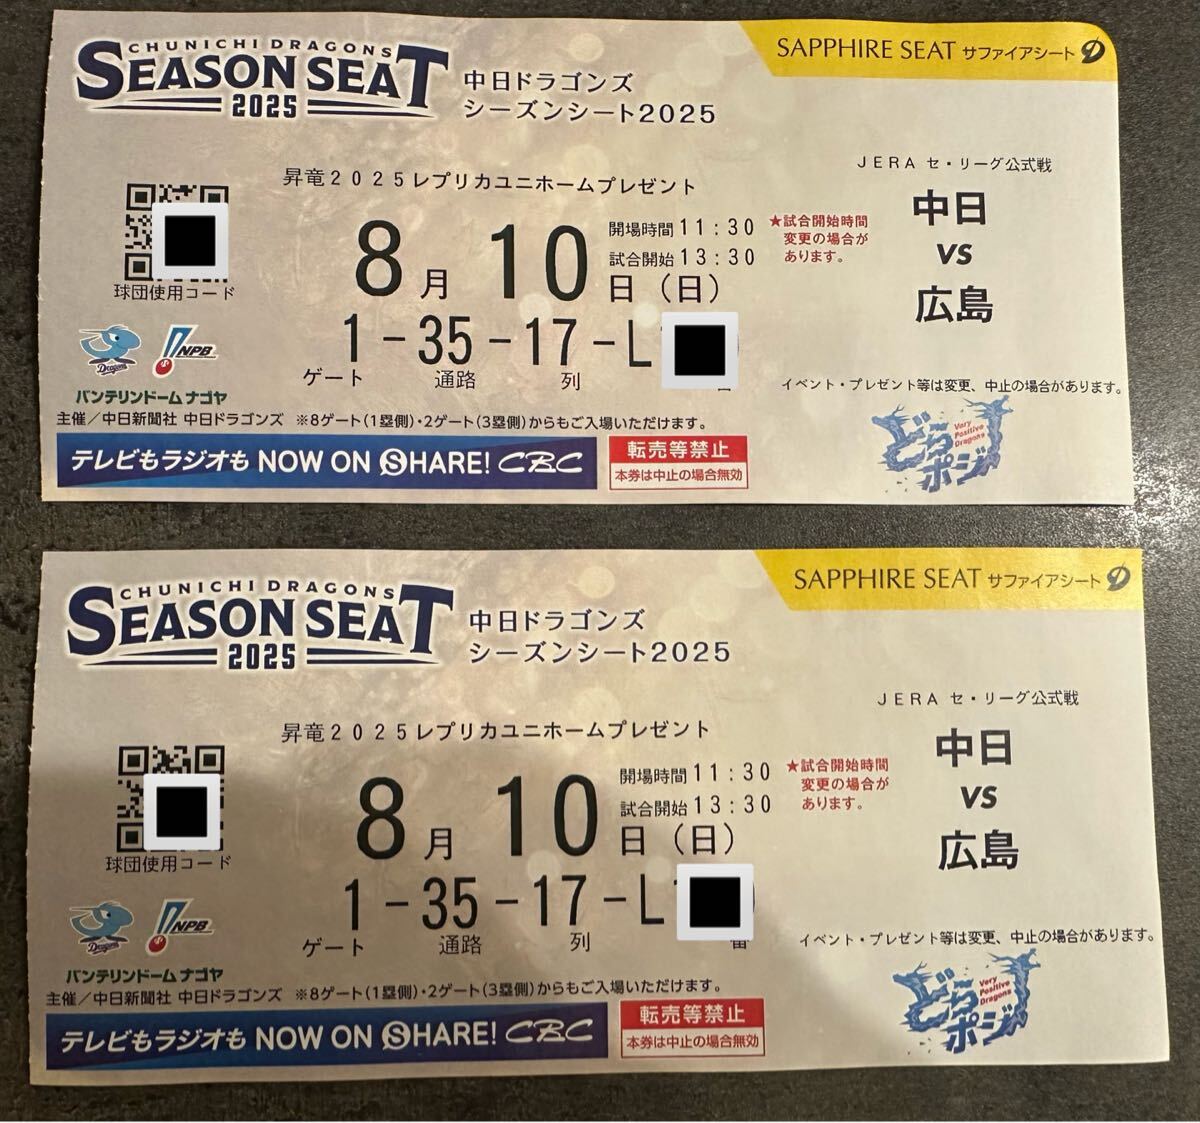 CHUNICHI DRAGONS
SEASON SEAT
2025
中日ドラゴンズ
シーズンシート2025
SAPPHIRE SEAT サファイアシート
JERA セ・リーグ公式戦
昇竜2025レプリカユニホームプレゼント
中日
vs
広島
8月 10日(日)
開場時間11:30
試合開始13:30
★試合開始時間
変更の場合が
あります。
球団使用コード
1-35-17-L
ゲート 通路 列
Dragons
NPB
バンテリンドーム ナゴヤ
イベント・プレゼント等は変更、中止の場合があります。
主催/中日新聞社 中日ドラゴンズ ※8ゲート(1塁側)・2ゲート(3塁側)からもご入場いただけます。
テレビもラジオも NOW ON SHARE! CBC
転売等禁止
本券は中止の場合無効
どらポジ
Very
Positive
Dragons
CHUNICHI DRAGONS
SEASON SEAT
2025
中日ドラゴンズ
シーズンシート2025
SAPPHIRE SEAT サファイアシート
JERA セ・リーグ公式戦
昇竜2025レプリカユニホームプレゼント
中日
vs
広島
8月 10日(日)
開場時間11:30
試合開始13:30
★試合開始時間
変更の場合が
あります。
球団使用コード
1-35-17-L
ゲート 通路 列 番
Dragons
NPB
バンテリンドーム ナゴヤ
イベント・プレゼント等は変更、中止の場合があります。
主催/中日新聞社 中日ドラゴンズ ※8ゲート(1塁側)・2ゲート(3塁側)からもご入場いただけます。
テレビもラジオも NOW ON SHARE! CBC
転売等禁止
本券は中止の場合無効
どらポジ
Very
Positive
Dragons